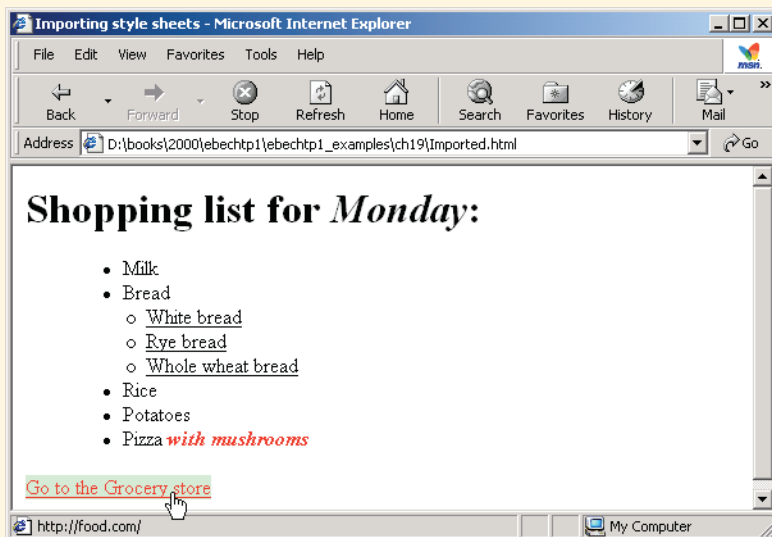 Importing style sheets - Microsoft Internet Explorer
File Edit View Favorites Tools Help
msn.
Back Forward Stop Refresh Home Search Favorites History Mail »
Address D:\books\2000\ebechtp1\ebechtp1_examples\ch19\Imported.html Go
Shopping list for Monday:
• Milk
• Bread
o White bread
o Rye bread
o Whole wheat bread
• Rice
• Potatoes
• Pizza with mushrooms
Go to the Grocery store
http://food.com/ My Computer